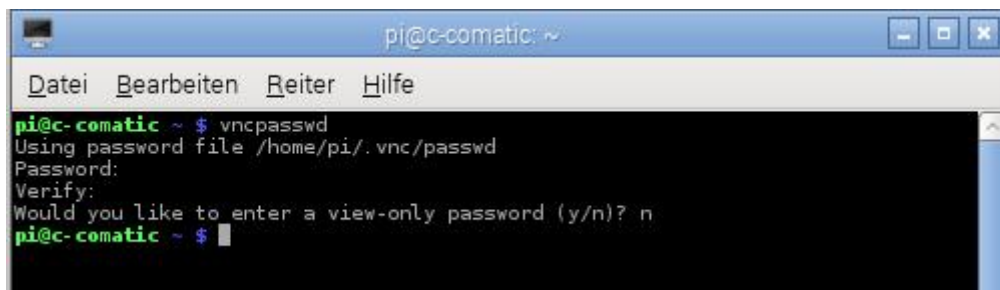 pi@c-comatic: ~
Datei Bearbeiten Reiter Hilfe
pi@c-comatic ~ $ vncpasswd
Using password file /home/pi/.vnc/passwd
Password:
Verify:
Would you like to enter a view-only password (y/n)? n
pi@c-comatic ~ $